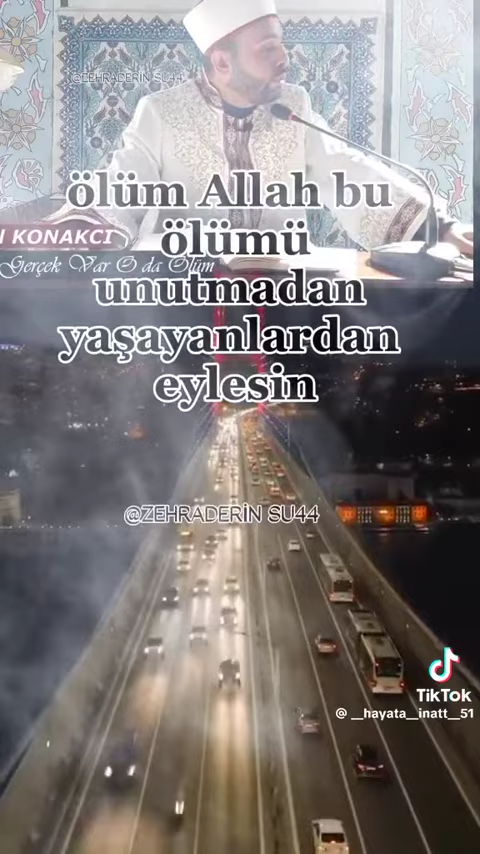 @ZEHRADERİN SU44
ölüm Allah bu
ölümü
unutmadan
yaşayanlardan
eylesin
KONAKCI
Gerçek Var O da Ölüm
@ZEHRADERİN SU44
TikTok
@__hayata__inatt__51